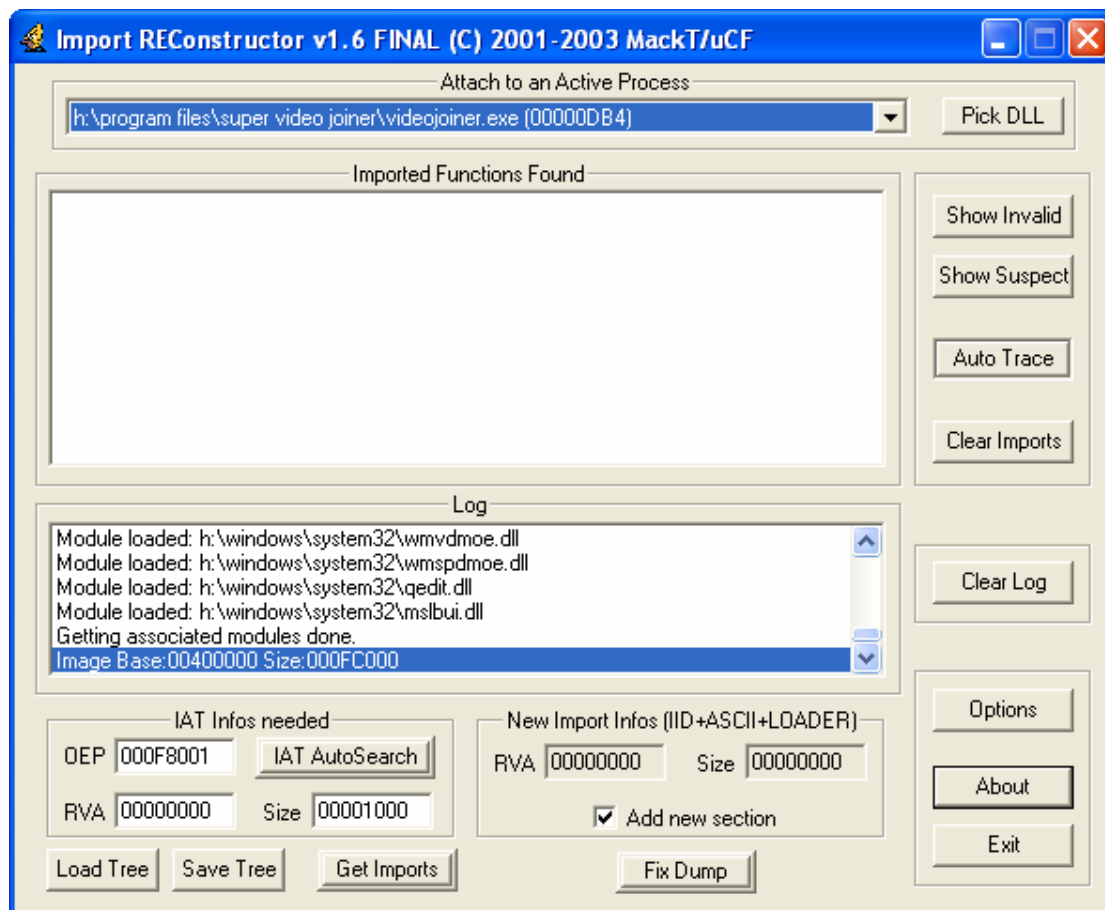 Import REConstructor v1.6 FINAL (C) 2001-2003 MackT/uCF
Attach to an Active Process
h:\program files\super video joiner\videojoiner.exe (00000DB4)
Pick DLL
Imported Functions Found
Show Invalid
Show Suspect
Auto Trace
Clear Imports
Log
Module loaded: h:\windows\system32\wmvdmoe.dll
Module loaded: h:\windows\system32\wmspdmoe.dll
Module loaded: h:\windows\system32\qedit.dll
Module loaded: h:\windows\system32\mslbui.dll
Getting associated modules done.
Image Base:00400000 Size:000FC000
Clear Log
IAT Infos needed
OEP 000F8001 IAT AutoSearch
RVA 00000000 Size 00001000
New Import Infos (IID+ASCII+LOADER)
RVA 00000000 Size 00000000
Add new section
Options
About
Exit
Load Tree Save Tree Get Imports Fix Dump